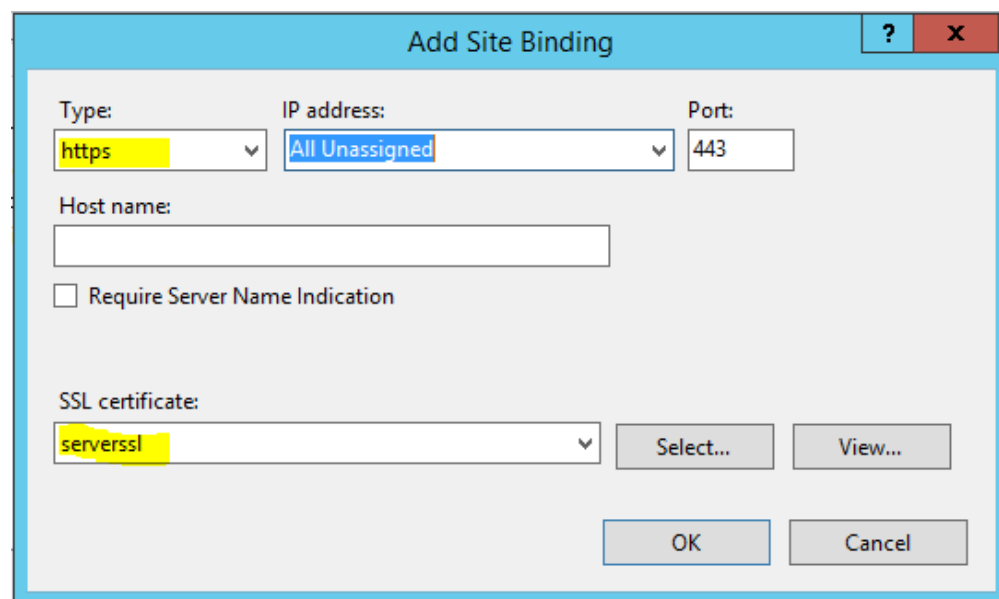 Add Site Binding
? x
Type: IP address: Port:
https All Unassigned 443
Host name:
Require Server Name Indication
SSL certificate:
serverssl Select... View...
OK Cancel